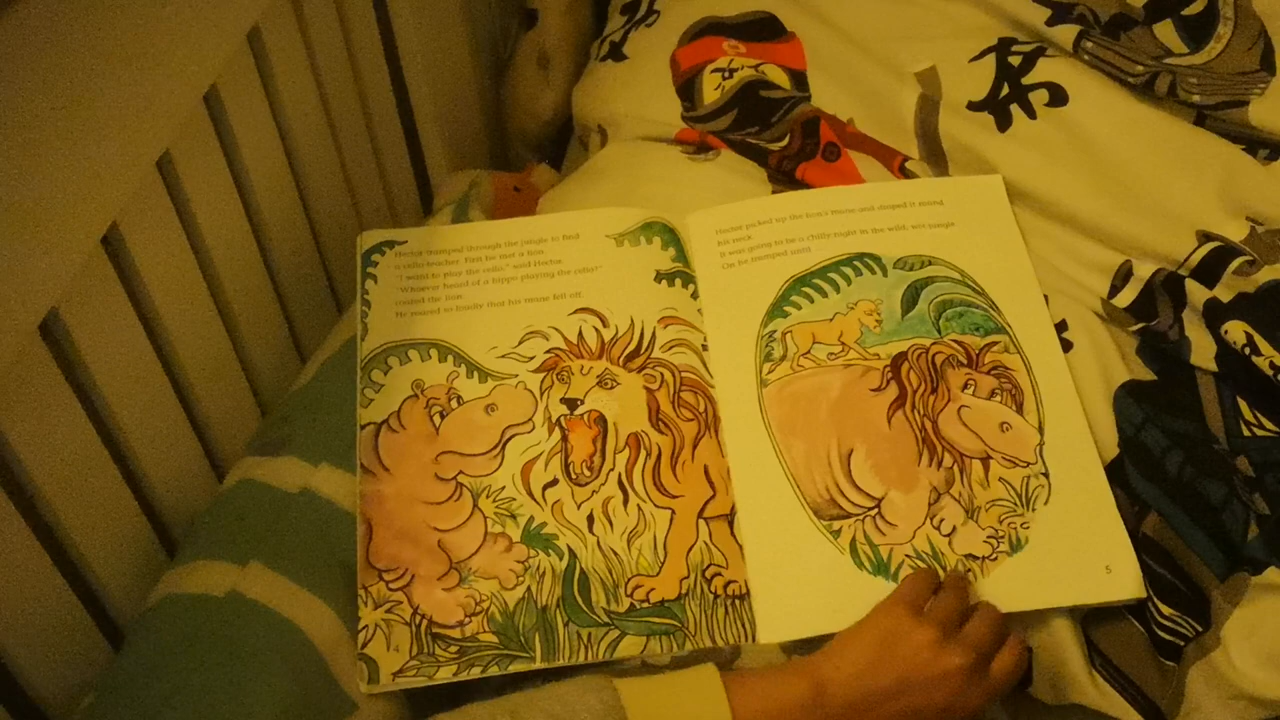 Hector tramped through the jungle to find
a cello teacher. First he met a lion.
"I want to play the cello," said Hector.
"Whoever heard of a hippo playing the cello?"
roared the lion.
He roared so loudly that his mane fell off.
4
Hector picked up the lion's mane and draped it round
his neck.
It was going to be a chilly night in the wild, wet jungle.
On he tramped until
5